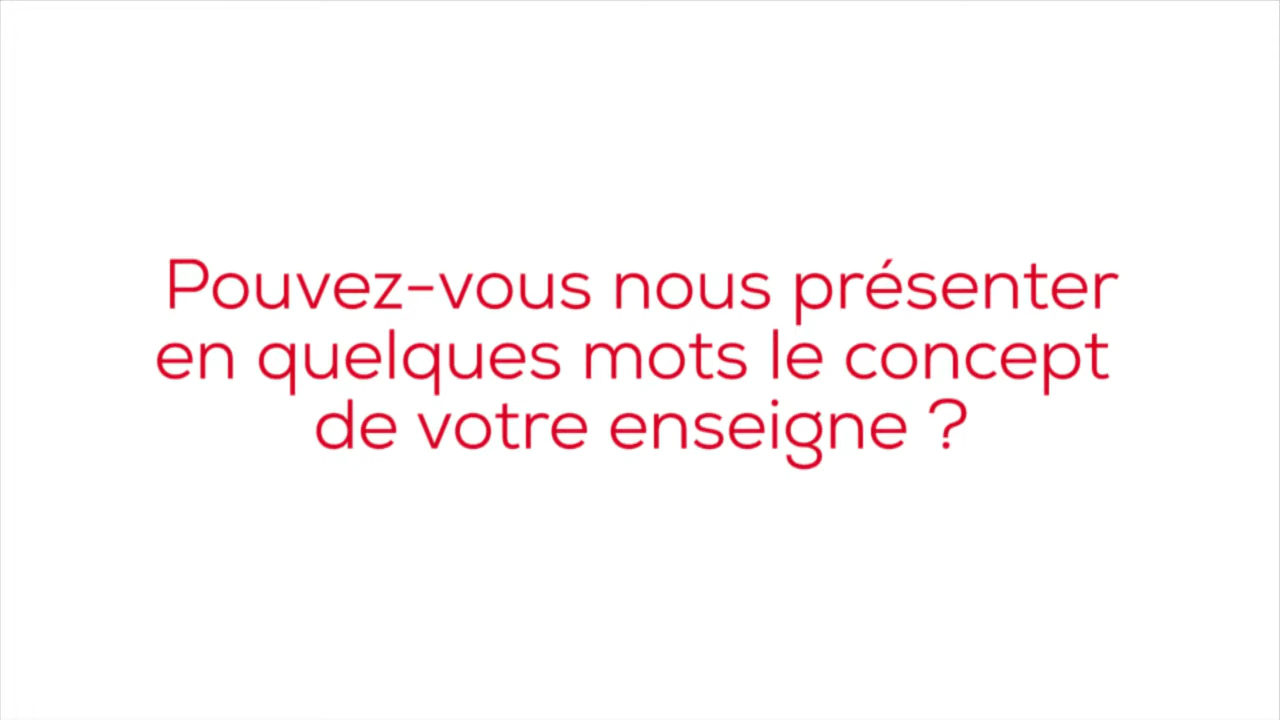 Pouvez-vous nous présenter
en quelques mots le concept
de votre enseigne ?